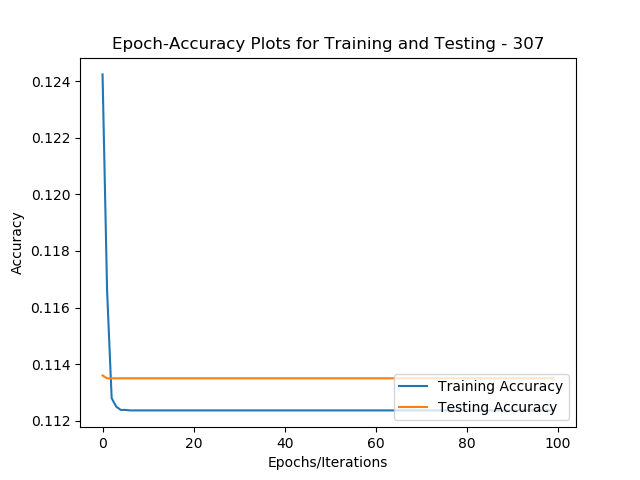 Epoch-Accuracy Plots for Training and Testing - 307
0.124
0.122
0.120
0.118
0.116
0.114
0.112
Accuracy
0 20 40 60 80 100
Epochs/Iterations
Training Accuracy
Testing Accuracy